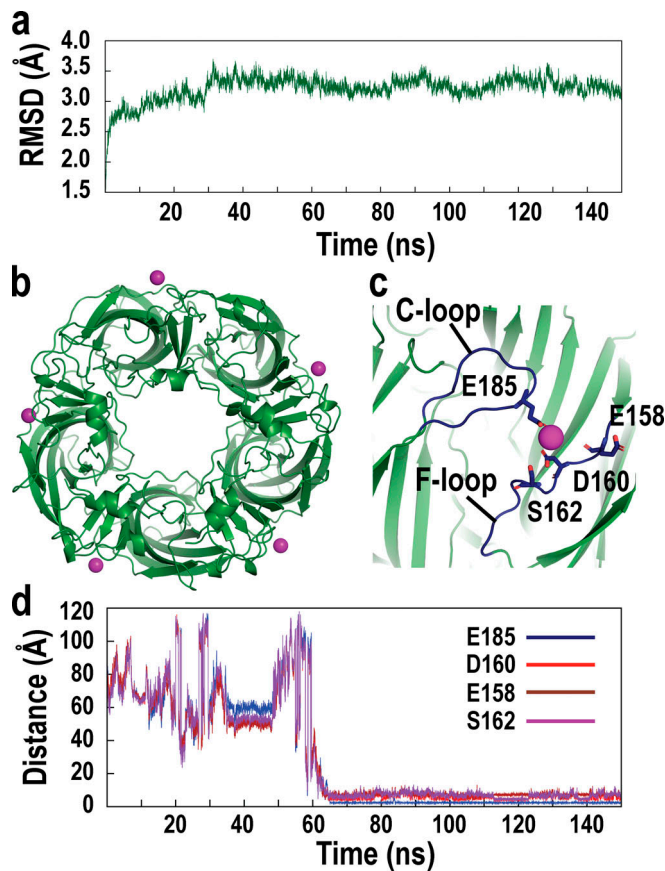 a
RMSD (Å)
4.0
3.5
3.0
2.5
2.0
1.5
20 40 60 80 100 120 140
Time (ns)
b
c
C-loop
E185
E158
F-loop
D160
S162
d
Distance (Å)
120
100
80
60
40
20
0
E185
D160
E158
S162
20 40 60 80 100 120 140
Time (ns)